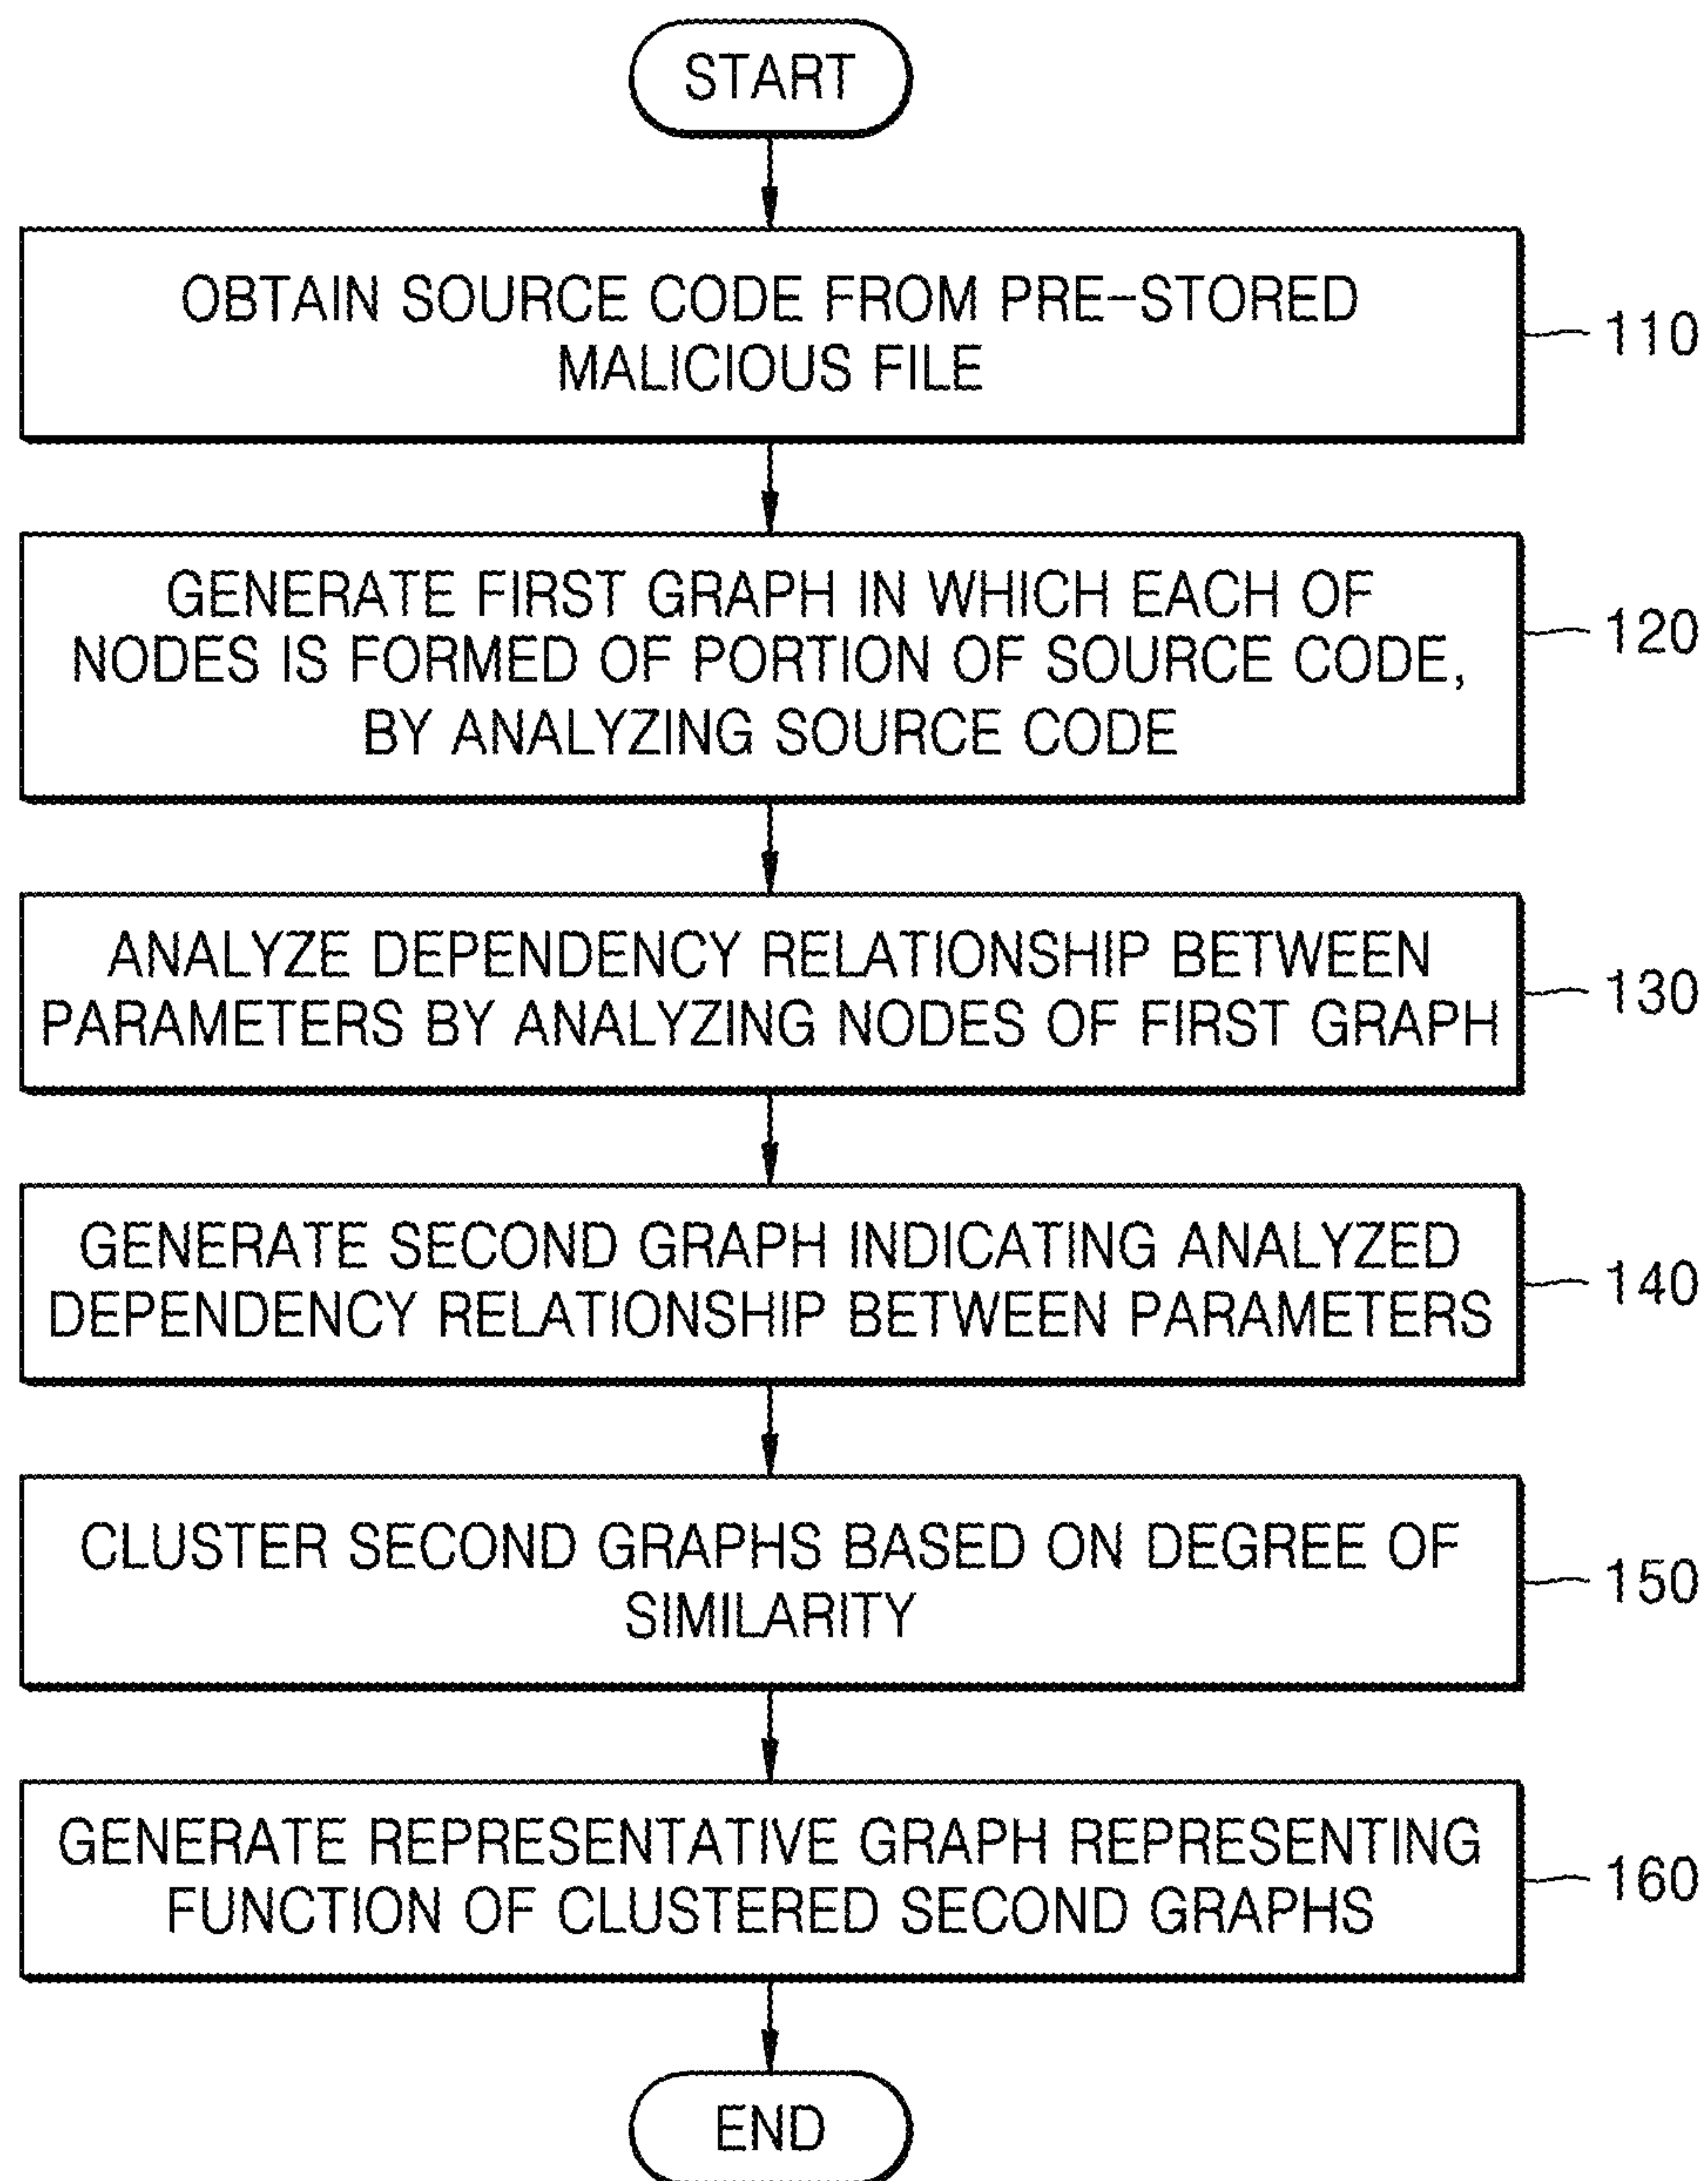 START
OBTAIN SOURCE CODE FROM PRE-STORED
MALICIOUS FILE
110
GENERATE FIRST GRAPH IN WHICH EACH OF
NODES IS FORMED OF PORTION OF SOURCE CODE,
BY ANALYZING SOURCE CODE
120
ANALYZE DEPENDENCY RELATIONSHIP BETWEEN
PARAMETERS BY ANALYZING NODES OF FIRST GRAPH
130
GENERATE SECOND GRAPH INDICATING ANALYZED
DEPENDENCY RELATIONSHIP BETWEEN PARAMETERS
140
CLUSTER SECOND GRAPHS BASED ON DEGREE OF
SIMILARITY
150
GENERATE REPRESENTATIVE GRAPH REPRESENTING
FUNCTION OF CLUSTERED SECOND GRAPHS
160
END